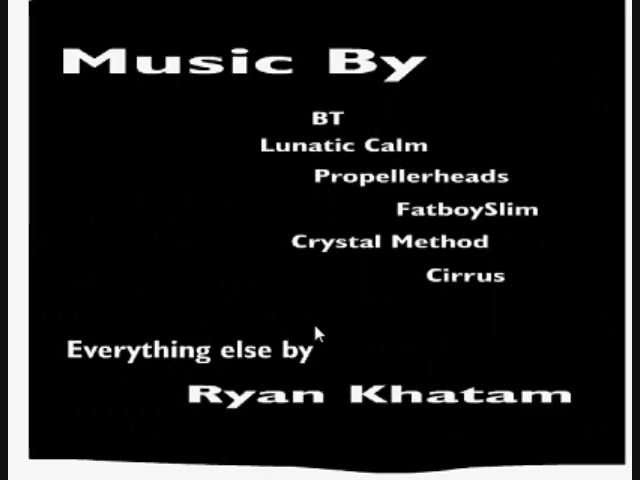 Music By
BT
Lunatic Calm
Propellerheads
FatboySlim
Crystal Method
Cirrus
Everything else by
Ryan Khatam